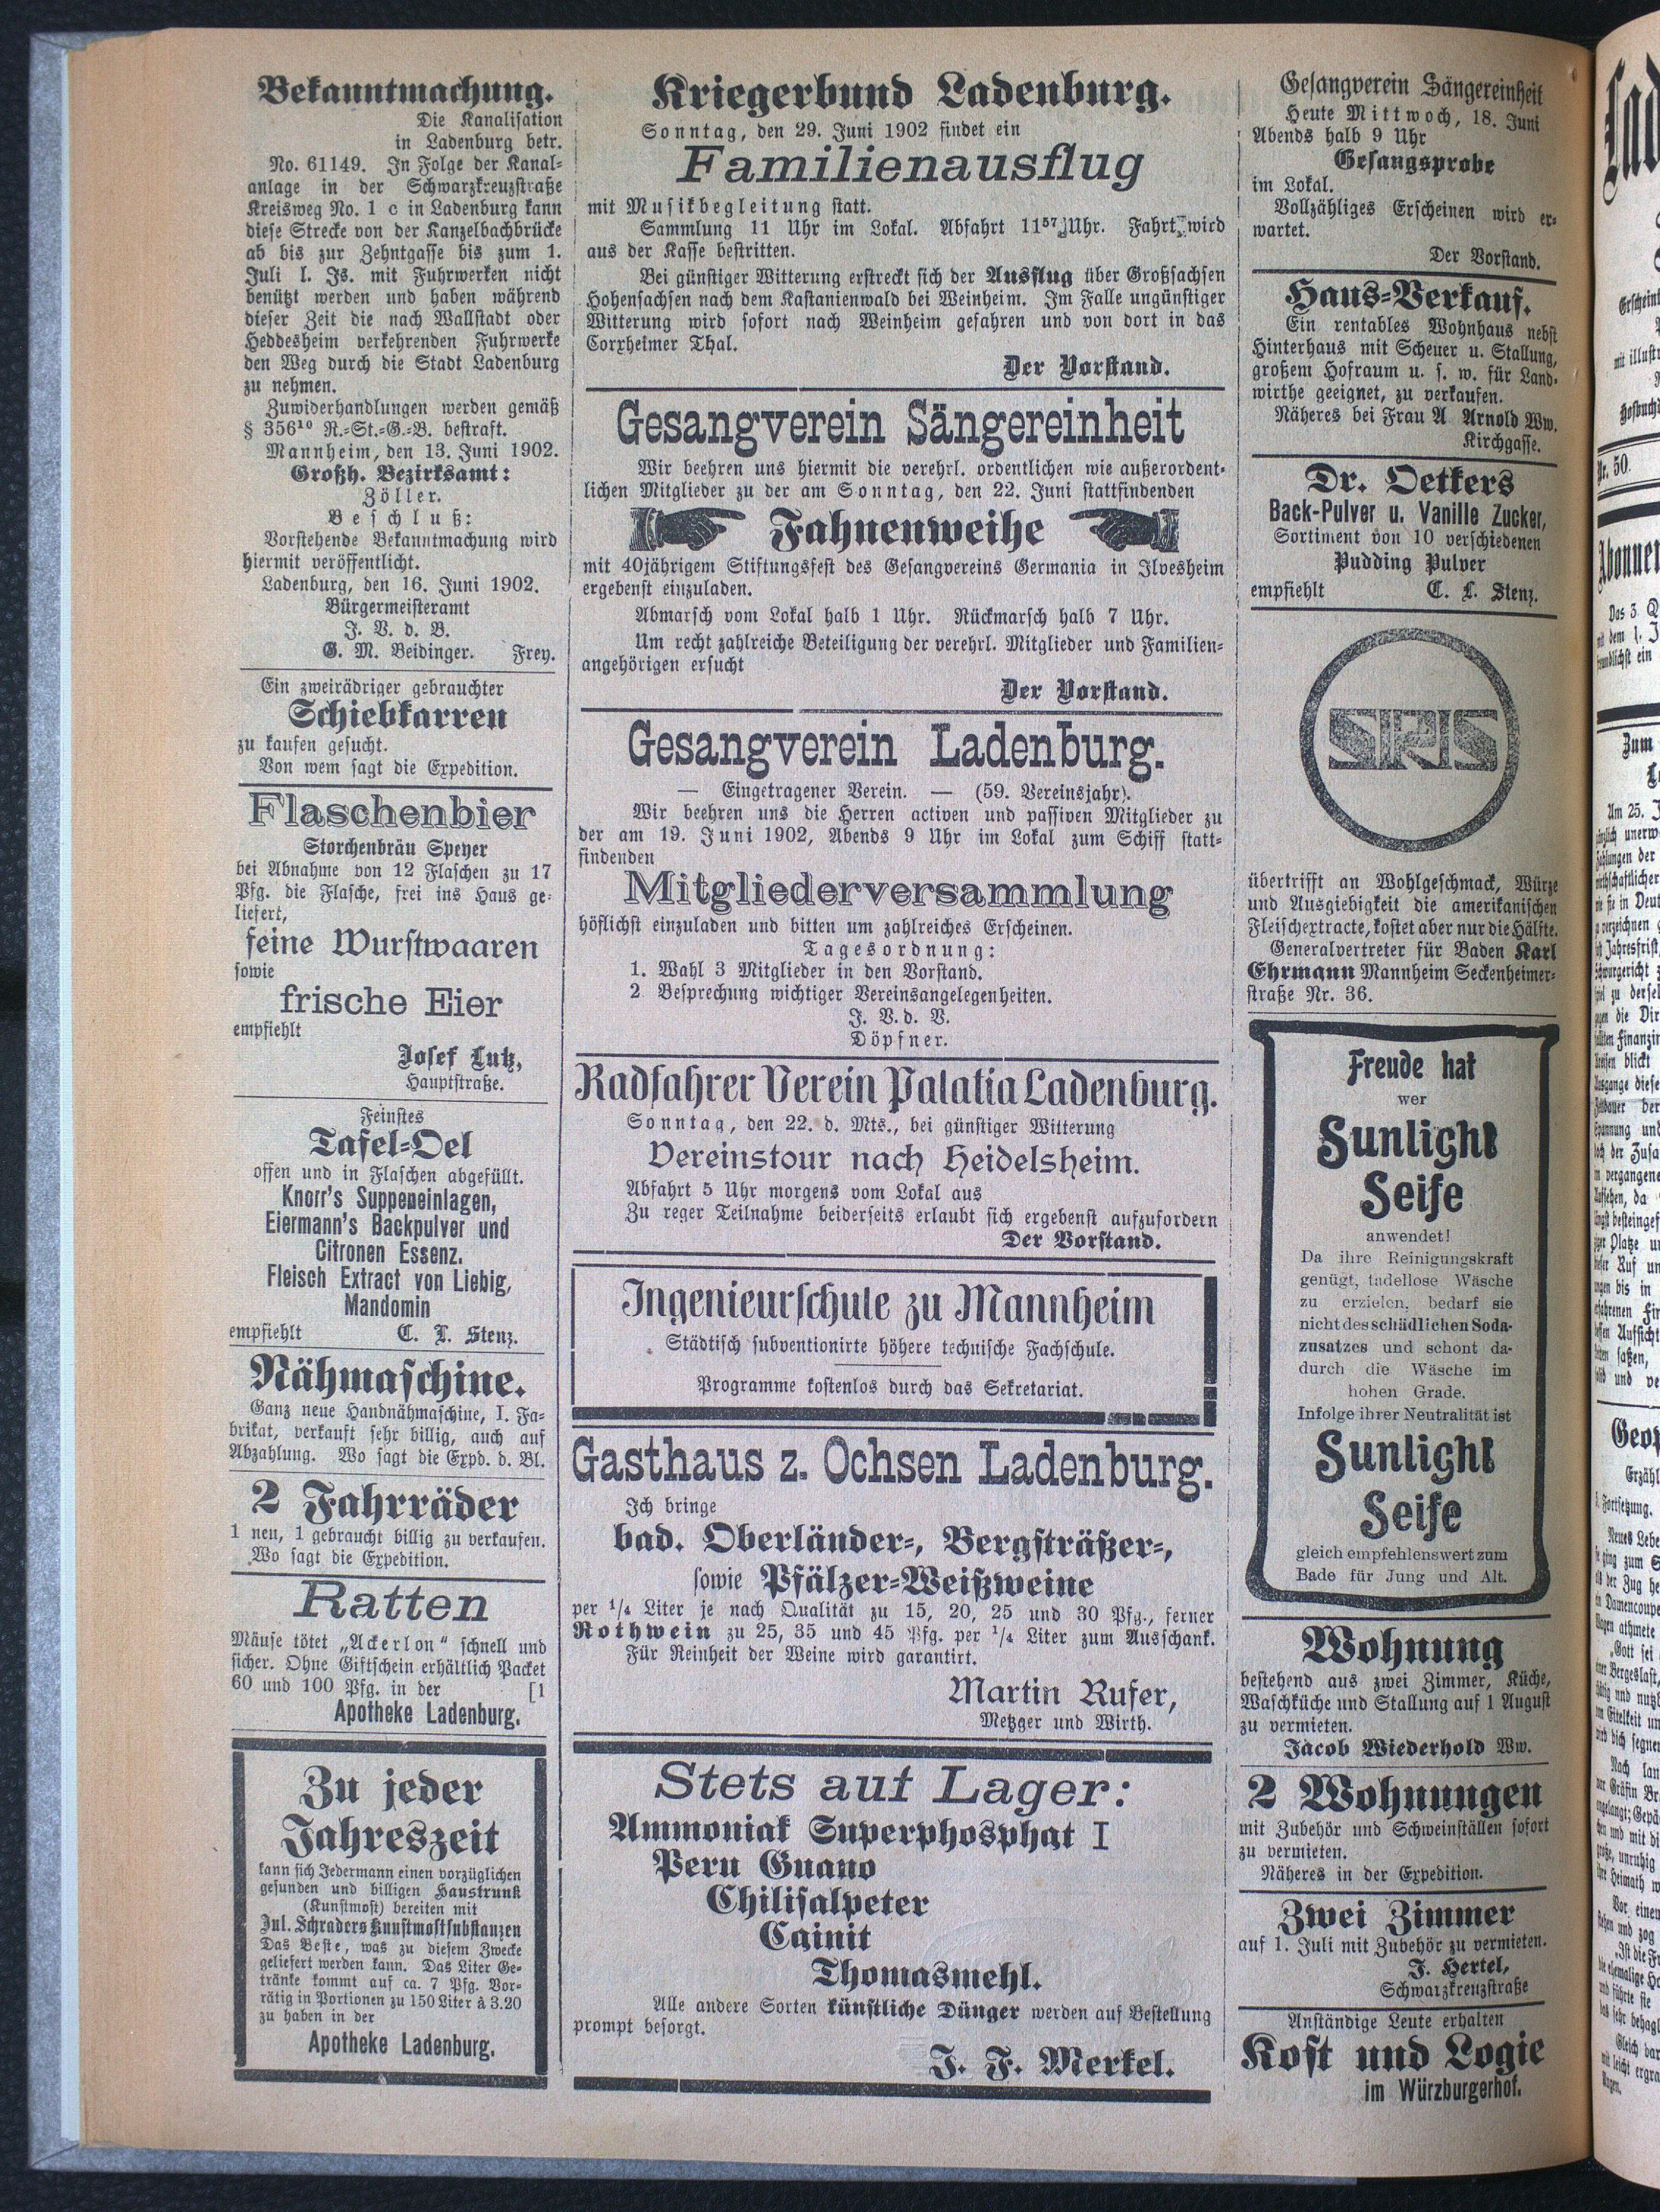 Bekanntmachung.
Die Kanalisation
in Ladenburg betr.
No. 61149. In Folge der Kanal-
anlage in der Schwarzkreuzstraße
Kreisweg No. 1 c in Ladenburg kann
diese Strecke von der Kanzelbachbrücke
ab bis zur Zehntgasse bis zum 1.
Juli l. Js. mit Fuhrwerken nicht
benützt werden und haben während
dieser Zeit die nach Wallstadt oder
Heddesheim verkehrenden Fuhrwerke
den Weg durch die Stadt Ladenburg
zu nehmen.
Zuwiderhandlungen werden gemäß
§ 356¹⁰ R.-St.-G.-B. bestraft.
Mannheim, den 13. Juni 1902.
Großh. Bezirksamt:
Zöller.
Beschluß:
Vorstehende Bekanntmachung wird
hiermit veröffentlicht.
Ladenburg, den 16. Juni 1902.
Bürgermeisteramt
J. V. d. B.
G. M. Beidinger. Frey.
Ein zweirädriger gebrauchter
Schiebkarren
zu kaufen gesucht.
Von wem sagt die Expedition.
Flaschenbier
Storchenbräu Speyer
bei Abnahme von 12 Flaschen zu 17
Pfg. die Flasche, frei ins Haus ge-
liefert,
feine Wurstwaaren
sowie
frische Eier
empfiehlt
Josef Lutz,
Hauptstraße.
Feinstes
Tafel-Oel
offen und in Flaschen abgefüllt.
Knorr's Suppeneinlagen,
Eiermann's Backpulver und
Citronen Essenz.
Fleisch Extract von Liebig,
Mandomin
empfiehlt C. L. Stenz.
Nähmaschine.
Ganz neue Handnähmaschine, I. Fa-
brikat, verkauft sehr billig, auch auf
Abzahlung. Wo sagt die Expd. d. Bl.
2 Fahrräder
1 neu, 1 gebraucht billig zu verkaufen.
Wo sagt die Expedition.
Ratten
Mäuse tötet „Ackerlon“ schnell und
sicher. Ohne Giftschein erhältlich Packet
60 und 100 Pfg. in der [1
Apotheke Ladenburg.
Zu jeder
Jahreszeit
kann sich Jedermann einen vorzüglichen
gesunden und billigen Haustrunk
(Kunstmost) bereiten mit
Jul. Schraders Kunstmostsubstanzen
Das Beste, was zu diesem Zwecke
geliefert werden kann. Das Liter Ge-
tränke kommt auf ca. 7 Pfg. Vor-
rätig in Portionen zu 150 Liter à 3.20
zu haben in der
Apotheke Ladenburg.
Kriegerbund Ladenburg.
Sonntag, den 29. Juni 1902 findet ein
Familienausflug
mit Musikbegleitung statt.
Sammlung 11 Uhr im Lokal. Abfahrt 11⁵⁷ Uhr. Fahrt wird
aus der Kasse bestritten.
Bei günstiger Witterung erstreckt sich der Ausflug über Großsachsen
Hohensachsen nach dem Kastanienwald bei Weinheim. Im Falle ungünstiger
Witterung wird sofort nach Weinheim gefahren und von dort in das
Corxheimer Thal.
Der Vorstand.
Gesangverein Sängereinheit
Wir beehren uns hiermit die verehrl. ordentlichen wie außerordent-
lichen Mitglieder zu der am Sonntag, den 22. Juni stattfindenden
Fahnenweihe
mit 40jährigem Stiftungsfest des Gesangvereins Germania in Ilvesheim
ergebenst einzuladen.
Abmarsch vom Lokal halb 1 Uhr. Rückmarsch halb 7 Uhr.
Um recht zahlreiche Beteiligung der verehrl. Mitglieder und Familien-
angehörigen ersucht
Der Vorstand.
Gesangverein Ladenburg.
— Eingetragener Verein. — (59. Vereinsjahr).
Wir beehren uns die Herren activen und passiven Mitglieder zu
der am 19. Juni 1902, Abends 9 Uhr im Lokal zum Schiff statt-
findenden
Mitgliederversammlung
höflichst einzuladen und bitten um zahlreiches Erscheinen.
Tagesordnung:
1. Wahl 3 Mitglieder in den Vorstand.
2 Besprechung wichtiger Vereinsangelegenheiten.
J. V. d. V.
Döpfner.
Radfahrer Verein Palatia Ladenburg.
Sonntag, den 22. d. Mts., bei günstiger Witterung
Vereinstour nach Heidelsheim.
Abfahrt 5 Uhr morgens vom Lokal aus
Zu reger Teilnahme beiderseits erlaubt sich ergebenst aufzufordern
Der Vorstand.
Ingenieurschule zu Mannheim
Städtisch subventionirte höhere technische Fachschule.
Programme kostenlos durch das Sekretariat.
Gasthaus z. Ochsen Ladenburg.
Ich bringe
bad. Oberländer-, Bergsträßer-,
sowie Pfälzer-Weißweine
per ¼ Liter je nach Qualität zu 15, 20, 25 und 30 Pfg., ferner
Rothwein zu 25, 35 und 45 Pfg. per ¼ Liter zum Ausschank.
Für Reinheit der Weine wird garantirt.
Martin Rufer,
Metzger und Wirth.
Stets auf Lager:
Ammoniak Superphosphat I
Peru Guano
Chilisalpeter
Cainit
Thomasmehl.
Alle andere Sorten künstliche Dünger werden auf Bestellung
prompt besorgt.
J. F. Merkel.
Gesangverein Sängereinheit
Heute Mittwoch, 18. Juni
Abends halb 9 Uhr
Gesangsprobe
im Lokal.
Vollzähliges Erscheinen wird er-
wartet.
Der Vorstand.
Haus-Verkauf.
Ein rentables Wohnhaus nebst
Hinterhaus mit Scheuer u. Stallung,
großem Hofraum u. s. w. für Land-
wirthe geeignet, zu verkaufen.
Näheres bei Frau A Arnold Ww.
Kirchgasse.
Dr. Oetkers
Back-Pulver u. Vanille Zucker,
Sortiment von 10 verschiedenen
Pudding Pulver
empfiehlt C. L. Stenz.
SIRIS
übertrifft an Wohlgeschmack, Würze
und Ausgiebigkeit die amerikanischen
Fleischextracte, kostet aber nur die Hälfte.
Generalvertreter für Baden Karl
Ehrmann Mannheim Seckenheimer-
straße Nr. 36.
Freude hat
wer
Sunlight
Seife
anwendet!
Da ihre Reinigungskraft
genügt, tadellose Wäsche
zu erzielen, bedarf sie
nicht des schädlichen Soda-
zusatzes und schont da-
durch die Wäsche im
hohen Grade.
Infolge ihrer Neutralität ist
Sunlight
Seife
gleich empfehlenswert zum
Bade für Jung und Alt.
Wohnung
bestehend aus zwei Zimmer, Küche,
Waschküche und Stallung auf 1 August
zu vermieten.
Jacob Wiederhold Ww.
2 Wohnungen
mit Zubehör und Schweinställen sofort
zu vermieten.
Näheres in der Expedition.
Zwei Zimmer
auf 1. Juli mit Zubehör zu vermieten.
J. Hertel,
Schwarzkreuzstraße
Anständige Leute erhalten
Kost und Logie
im Würzburgerhof.
Nr. 50.